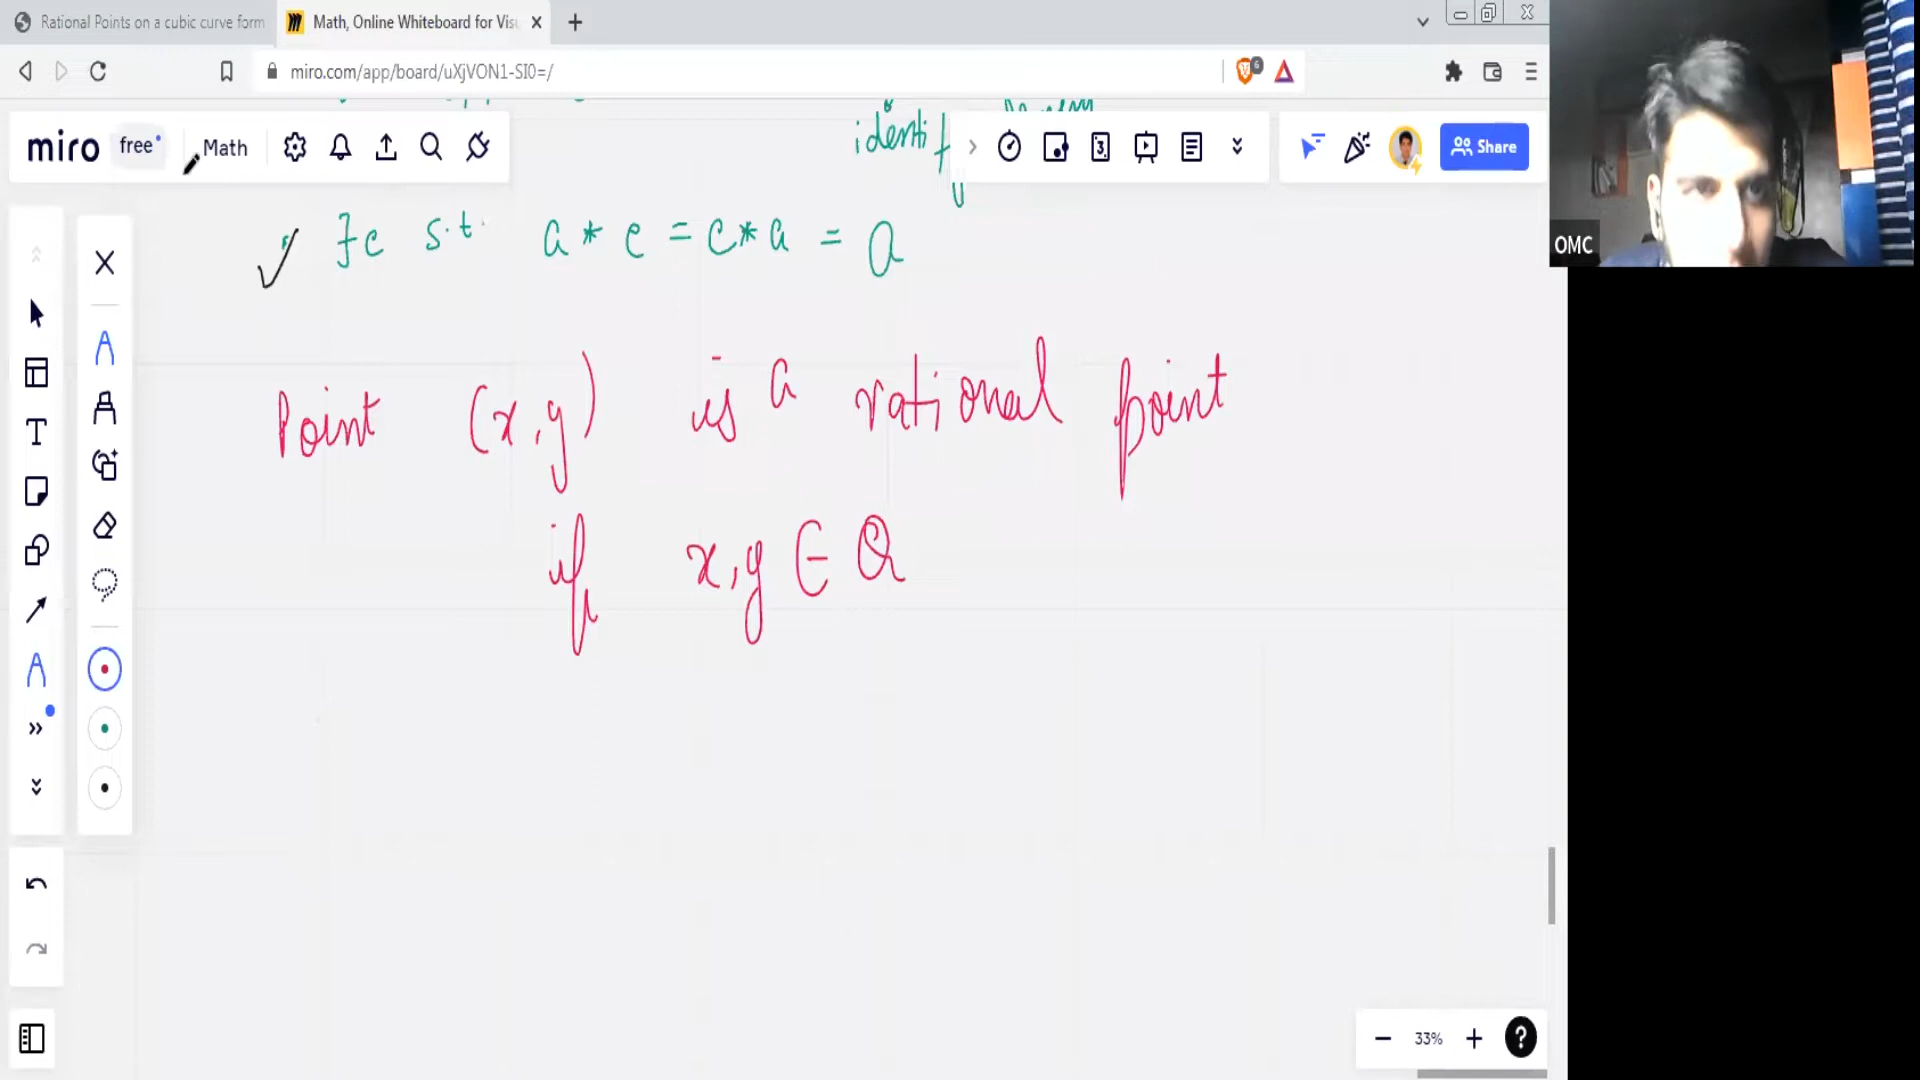 Rational Points on a cubic curve form
Math, Online Whiteboard for Visu
miro.com/app/board/uXjVON1-SI0=/
6
miro free Math
Share
identity
∃e s.t. a * e = e * a = a
Point (x,y) is a rational point
if x,y ∈ Q
OMC
33%